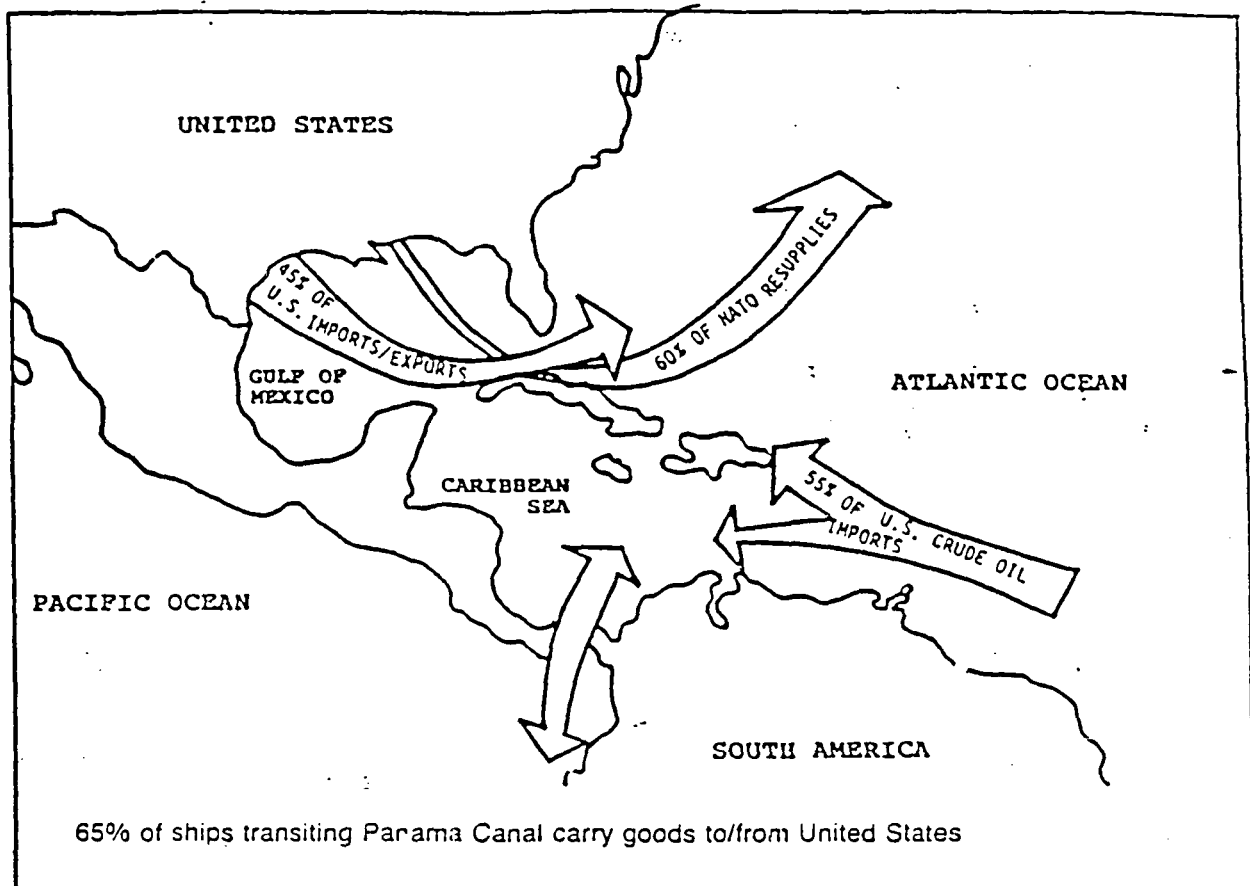 UNITED STATES
45% OF
U.S. IMPORTS/EXPORTS
60% OF NATO RESUPPLIES
GULF OF
MEXICO
ATLANTIC OCEAN
CARIBBEAN
SEA
55% OF U.S. CRUDE OIL
IMPORTS
PACIFIC OCEAN
SOUTH AMERICA
65% of ships transiting Panama Canal carry goods to/from United States